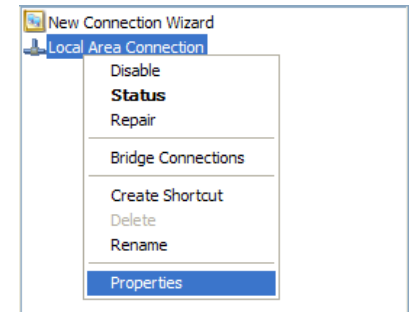 New Connection Wizard
Local Area Connection
Disable
Status
Repair
Bridge Connections
Create Shortcut
Delete
Rename
Properties